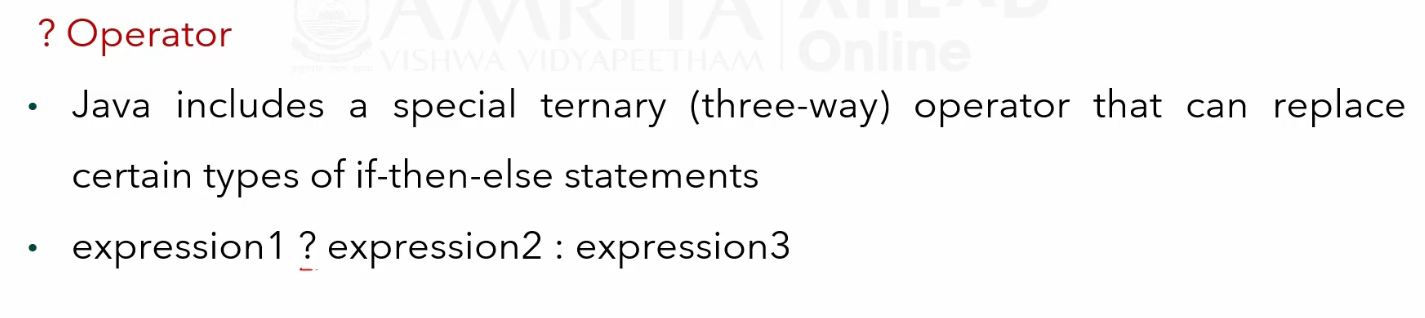 AMRITA
AHEAD
VISHWA VIDYAPEETHAM
Online
? Operator
• Java includes a special ternary (three-way) operator that can replace
certain types of if-then-else statements
• expression1 ? expression2 : expression3